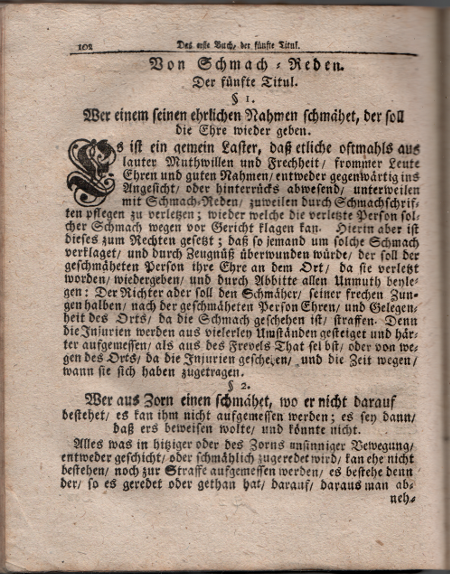 102 Das erste Buch, der fünfte Titul.
Von Schmach-Reden.
Der fünfte Titul.
§ 1.
Wer einem seinen ehrlichen Nahmen schmähet, der soll
die Ehre wieder geben.
Es ist ein gemein Laster, daß etliche oftmahls aus
lauter Muthwillen und Frechheit/ frommer Leute
Ehren und guten Nahmen/ entweder gegenwärtig ins
Angesicht/ oder hinterrücks abwesend/ unterweilen
mit Schmach-Reden/ zuweilen durch Schmachschrif-
ten pflegen zu verletzen; wieder welche die verletzte Person sol-
cher Schmach wegen vor Gericht klagen kan. Hierin aber ist
dieses zum Rechten gesetzt; daß so jemand um solche Schmach
verklaget/ und durch Zeugnüß überwunden würde/ der soll der
geschmäheten Person ihre Ehre an dem Ort/ da sie verletzt
worden/ wiedergeben/ und durch Abbitte allen Unmuth beyle-
gen: Der Richter aber soll den Schmäher/ seiner frechen Zun-
gen halben/ nach der geschmäheten Person Ehren/ und Gelegen-
heit des Orts/ da die Schmach geschehen ist/ straffen. Denn
die Injurien werden aus vielerley Umständen gesteiget und här-
ter aufgemessen/ als aus des Frevels That selbst/ oder von we-
gen des Orts/ da die Injurien geschehen/ und die Zeit wegen/
wann sie sich haben zugetragen.
§ 2.
Wer aus Zorn einen schmähet, wo er nicht darauf
bestehet/ es kan ihm nicht aufgemessen werden; es sey dann/
daß ers beweisen wolte/ und könnte nicht.
Alles was in hitziger oder des Zorns unsinniger Bewegung/
entweder geschicht/ oder schmählich zugeredet wird/ kan ehe nicht
bestehen/ noch zur Straffe aufgemessen werden/ es bestehe denn
der/ so es geredet oder gethan hat/ darauf/ daraus man ab-
neh-